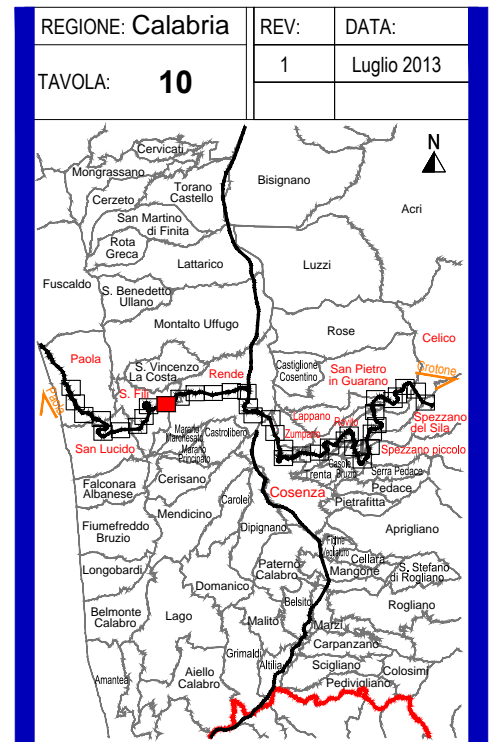 REGIONE: Calabria
REV:
DATA:
TAVOLA: 10
1
Luglio 2013
N
Cervicati
Mongrassano
Bisignano
Cerzeto
Torano
Castello
Acri
San Martino
di Finita
Rota
Greca
Lattarico
Luzzi
Fuscaldo
S. Benedetto
Ullano
Montalto Uffugo
Rose
Celico
Paola
S. Vincenzo
La Costa
Rende
Castiglione
Cosentino
San Pietro
in Guarano
Crotone
Paola
S. Fili
Lappano
Rovito
Spezzano
del Sila
Marano
Marchesato
Castrolibero
Zumpano
San Lucido
Marano
Principato
Spezzano piccolo
Casole
Bruzio
Trenta
Serra Pedace
Falconara
Albanese
Cerisano
Cosenza
Pedace
Pietrafitta
Carolei
Mendicino
Fiumefreddo
Bruzio
Dipignano
Aprigliano
Figline
Vegliaturo
Cellara
Longobardi
Paterno
Calabro
Mangone
S. Stefano
di Rogliano
Domanico
Belsito
Rogliano
Belmonte
Calabro
Lago
Malito
Marzi
Carpanzano
Grimaldi
Altilia
Scigliano
Colosimi
Amantea
Aiello
Calabro
Pedivigliano